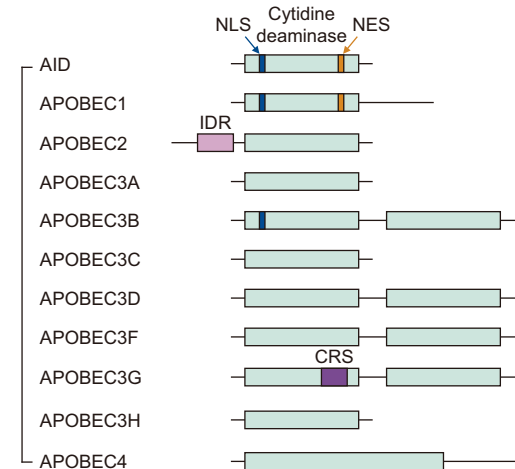 Cytidine
deaminase
NLS
NES
AID
APOBEC1
IDR
APOBEC2
APOBEC3A
APOBEC3B
APOBEC3C
APOBEC3D
APOBEC3F
CRS
APOBEC3G
APOBEC3H
APOBEC4